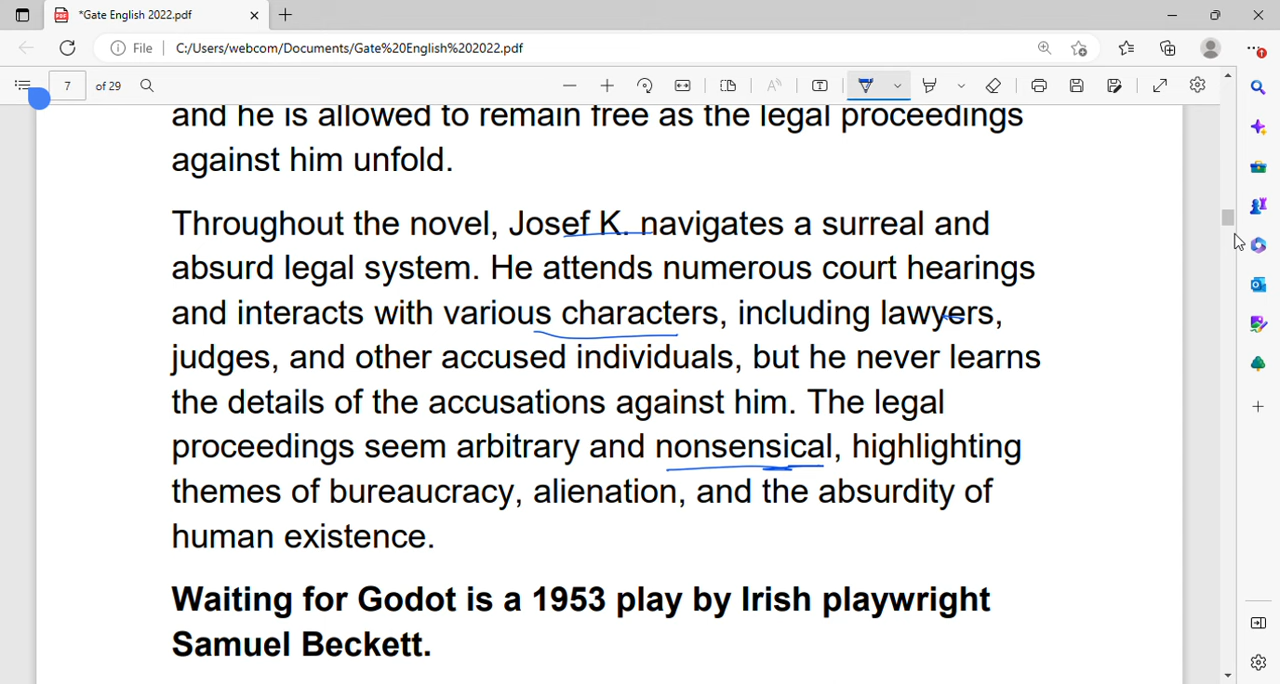 *Gate English 2022.pdf
File
C:/Users/webcom/Documents/Gate%20English%202022.pdf
7 of 29
and he is allowed to remain free as the legal proceedings
against him unfold.
Throughout the novel, Josef K. navigates a surreal and
absurd legal system. He attends numerous court hearings
and interacts with various characters, including lawyers,
judges, and other accused individuals, but he never learns
the details of the accusations against him. The legal
proceedings seem arbitrary and nonsensical, highlighting
themes of bureaucracy, alienation, and the absurdity of
human existence.
Waiting for Godot is a 1953 play by Irish playwright
Samuel Beckett.